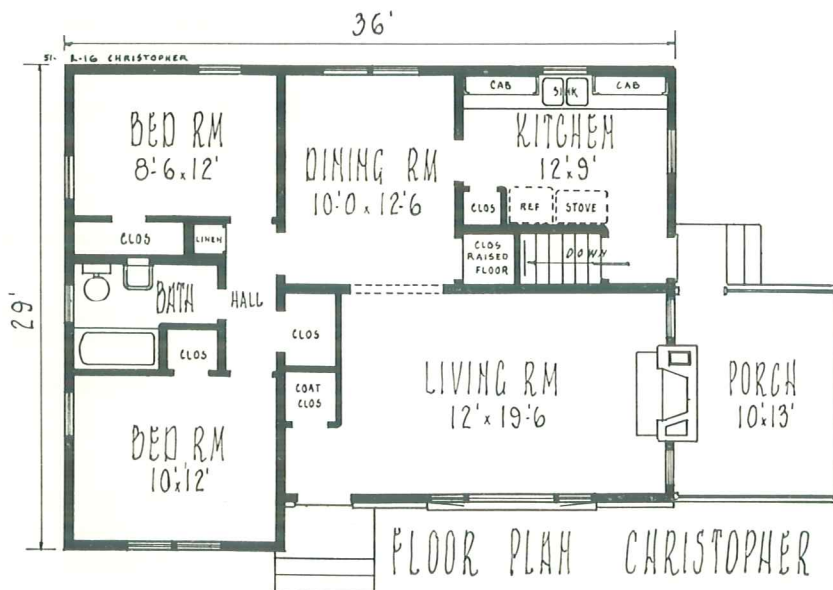 36'
51- R-16 CHRISTOPHER
29'
BED RM
8'-6 x 12'
DINING RM
10'-0 x 12'-6
CAB
SINK
CAB
KITCHEN
12' x 9'
CLOS
REF
STOVE
CLOS
LINEN
CLOS
RAISED
FLOOR
DOWN
BATH
HALL
CLOS
CLOS
COAT
CLOS
LIVING RM
12' x 19'-6
PORCH
10' x 13'
BED RM
10' x 12'
FLOOR PLAN CHRISTOPHER